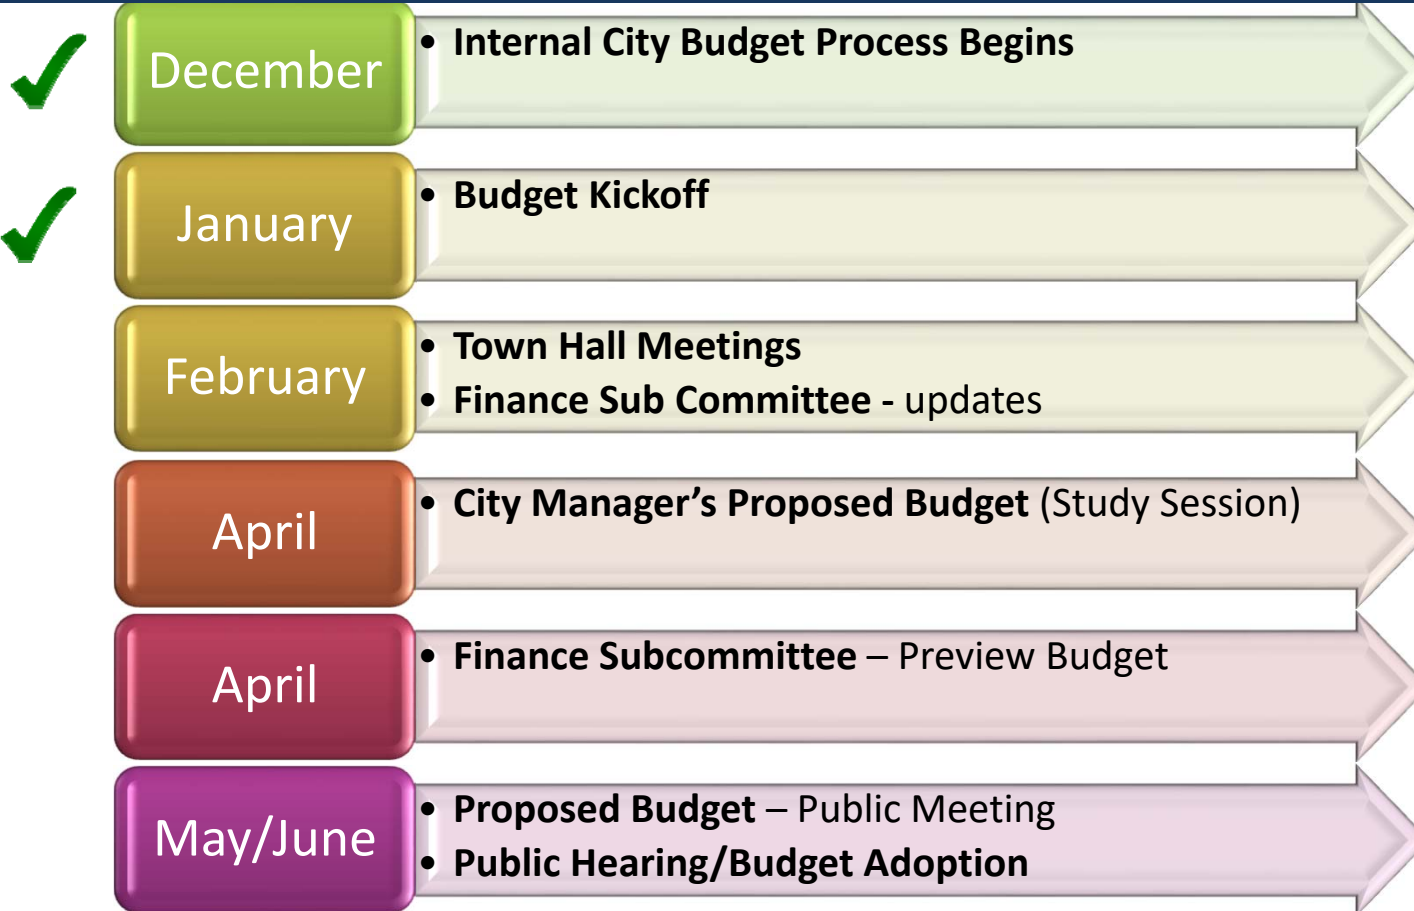 December
• Internal City Budget Process Begins
January
• Budget Kickoff
February
• Town Hall Meetings
• Finance Sub Committee - updates
April
• City Manager’s Proposed Budget (Study Session)
April
• Finance Subcommittee – Preview Budget
May/June
• Proposed Budget – Public Meeting
• Public Hearing/Budget Adoption